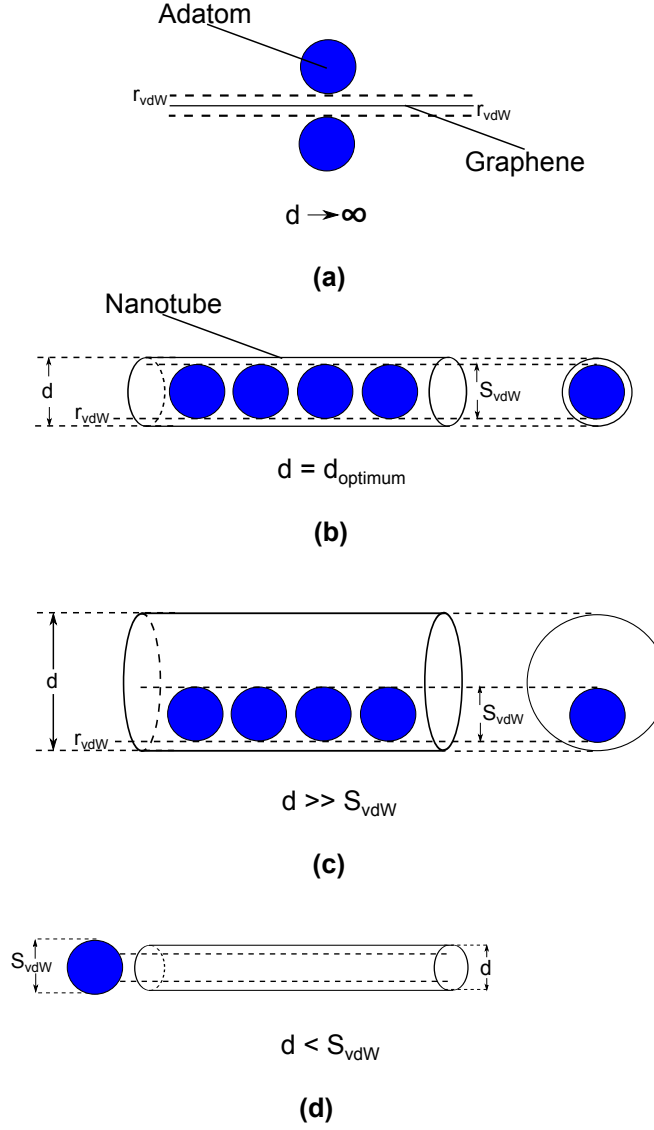 Adatom
r_vdW
r_vdW
Graphene
d → ∞
(a)
Nanotube
d
S_vdW
r_vdW
d = d_optimum
(b)
d
S_vdW
r_vdW
d >> S_vdW
(c)
S_vdW
d
d < S_vdW
(d)